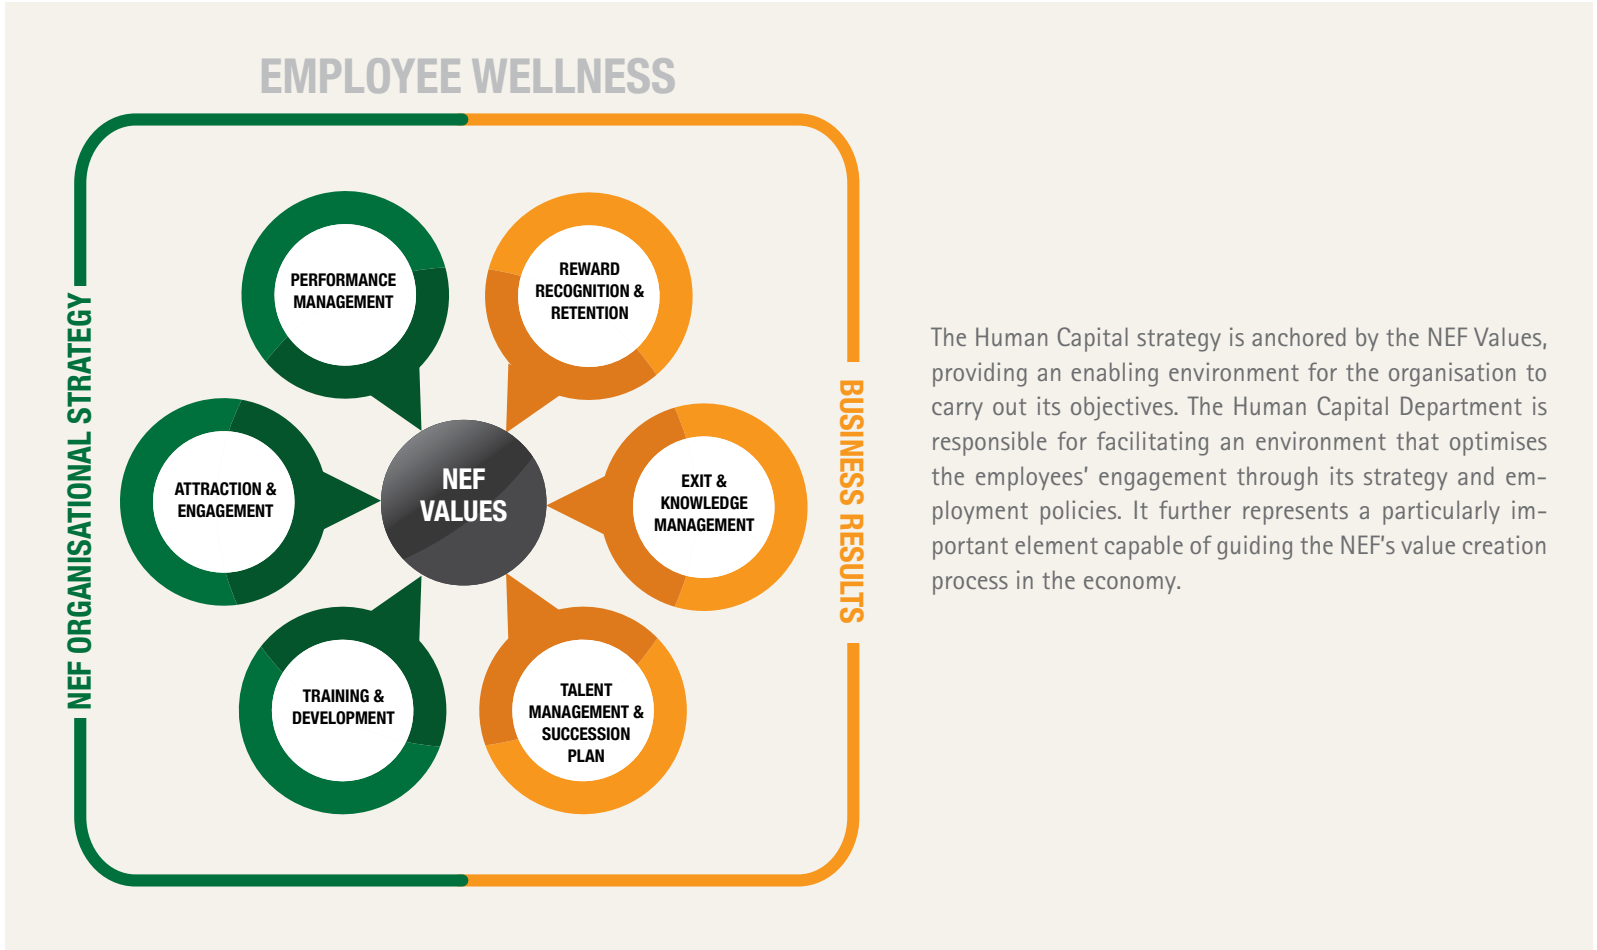 EMPLOYEE WELLNESS
NEF ORGANISATIONAL STRATEGY
PERFORMANCE
MANAGEMENT
REWARD
RECOGNITION &
RETENTION
ATTRACTION &
ENGAGEMENT
NEF
VALUES
EXIT &
KNOWLEDGE
MANAGEMENT
TRAINING &
DEVELOPMENT
TALENT
MANAGEMENT &
SUCCESSION
PLAN
BUSINESS RESULTS
The Human Capital strategy is anchored by the NEF Values,
providing an enabling environment for the organisation to
carry out its objectives. The Human Capital Department is
responsible for facilitating an environment that optimises
the employees' engagement through its strategy and em-
ployment policies. It further represents a particularly im-
portant element capable of guiding the NEF's value creation
process in the economy.